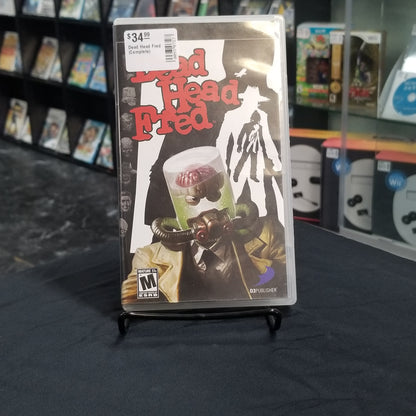 $34.99
Dead Head Fred
(Complete)
Dead
Head
Fred
MATURE 17+
M
ESRB
D3PUBLISHER
Wii